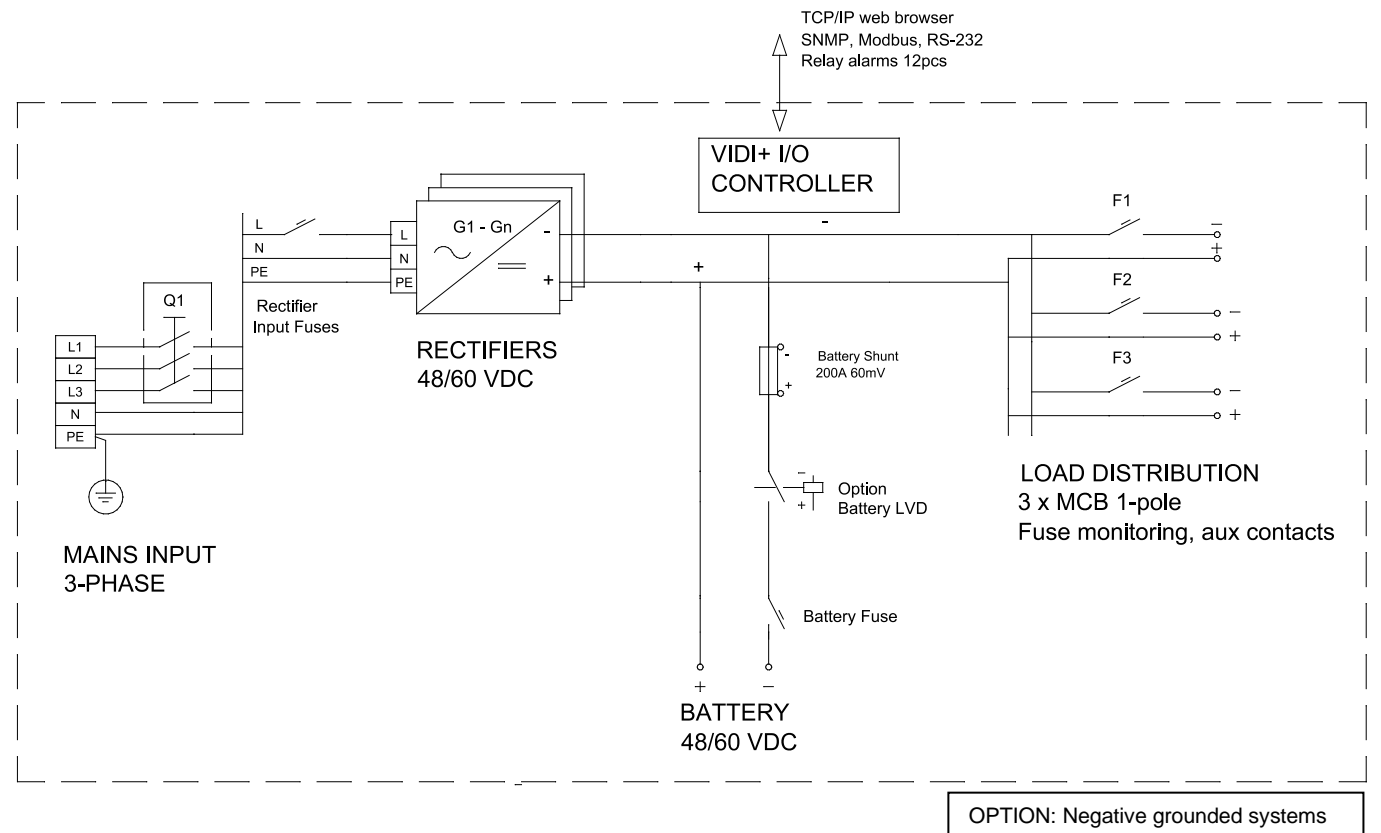 TCP/IP web browser
SNMP, Modbus, RS-232
Relay alarms 12pcs
VIDI+ I/O
CONTROLLER
-
F1
L
N
PE
L
N
PE
G1 - Gn
-
+
+
−
+
Rectifier
Input Fuses
Q1
RECTIFIERS
48/60 VDC
F2
−
+
L1
L2
L3
N
PE
Battery Shunt
200A 60mV
-
+
F3
−
+
MAINS INPUT
3-PHASE
−
+
Option
Battery LVD
LOAD DISTRIBUTION
3 x MCB 1-pole
Fuse monitoring, aux contacts
Battery Fuse
+
−
BATTERY
48/60 VDC
OPTION: Negative grounded systems